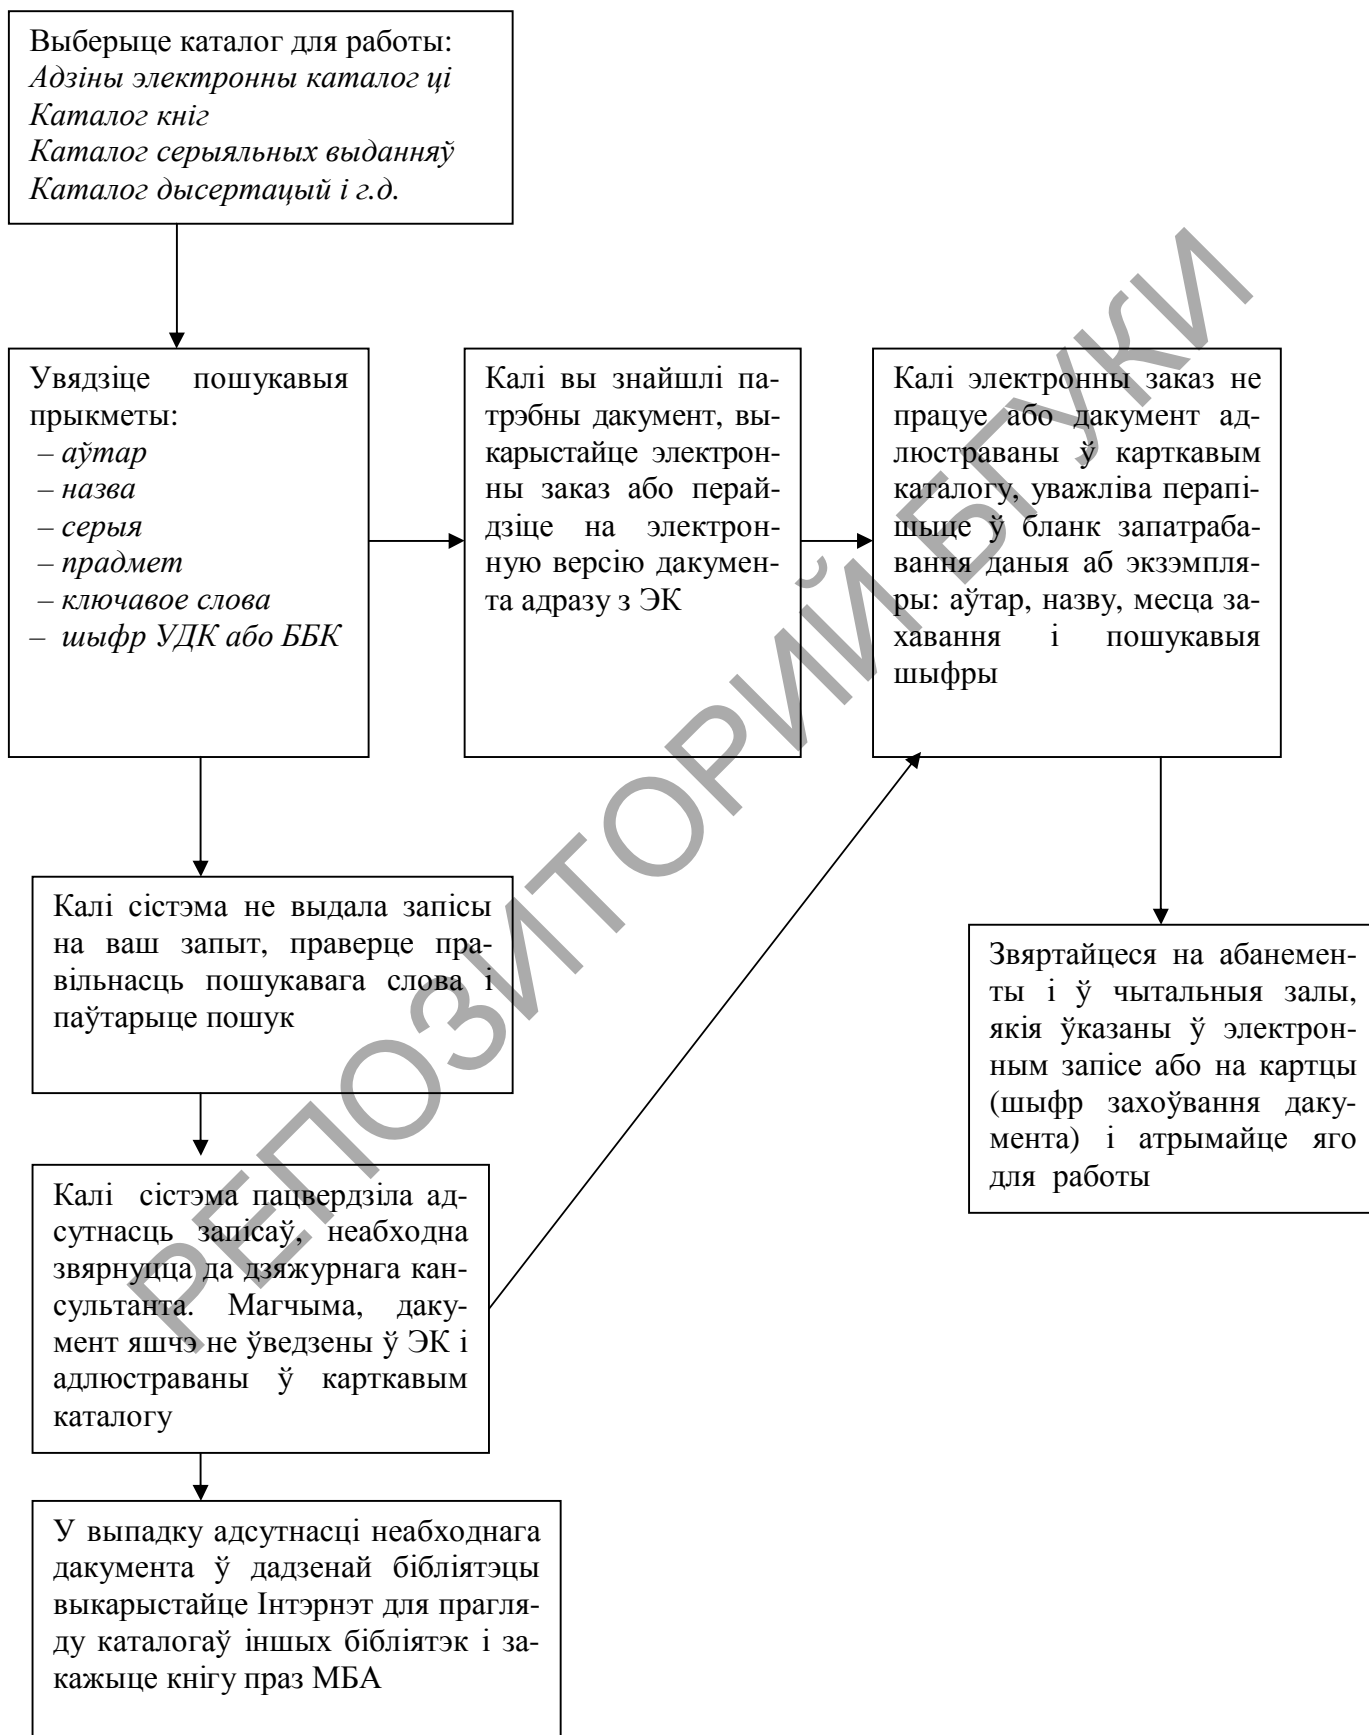 Выберыце каталог для работы:
Адзіны электронны каталог ці
Каталог кніг
Каталог серыяльных выданняў
Каталог дысертацый і г.д.
Увядзіце пошукавыя
прыкметы:
– аўтар
– назва
– серыя
– прадмет
– ключавое слова
– шыфр УДК або ББК
Калі вы знайшлі па-
трэбны дакумент, вы-
карыстайце электрон-
ны заказ або перай-
дзіце на электрон-
ную версію дакумен-
та адразу з ЭК
Калі электронны заказ не
працуе або дакумент ад-
люстраваны ў карткавым
каталогу, уважліва перапі-
шыце ў бланк запатраба-
вання даныя аб экзэмпля-
ры: аўтар, назву, месца за-
хавання і пошукавыя
шыфры
Калі сістэма не выдала запісы
на ваш запыт, праверце пра-
вільнасць пошукавага слова і
паўтарыце пошук
Звяртайцеся на абанемен-
ты і ў чытальныя залы,
якія ўказаны ў электрон-
ным запісе або на картцы
(шыфр захоўвання даку-
мента) і атрымайце яго
для работы
Калі сістэма пацвердзіла ад-
сутнасць запісаў, неабходна
звярнуцца да дзяжурнага кан-
сультанта. Магчыма, даку-
мент яшчэ не ўведзены ў ЭК і
адлюстраваны ў карткавым
каталогу
У выпадку адсутнасці неабходнага
дакумента ў дадзенай бібліятэцы
выкарыстайце Інтэрнэт для прагля-
ду каталогаў іншых бібліятэк і за-
кажыце кнігу праз МБА
РЕПОЗИТОРИЙ БГУКИ